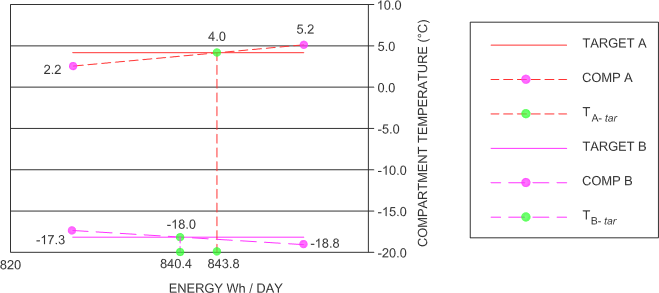 10.0
5.0
0.0
-5.0
-10.0
-15.0
-20.0
COMPARTMENT TEMPERATURE (°C)
2.2
4.0
5.2
-17.3
-18.0
-18.8
820
840.4
843.8
ENERGY Wh / DAY
TARGET A
COMP A
TA- tar
TARGET B
COMP B
TB- tar